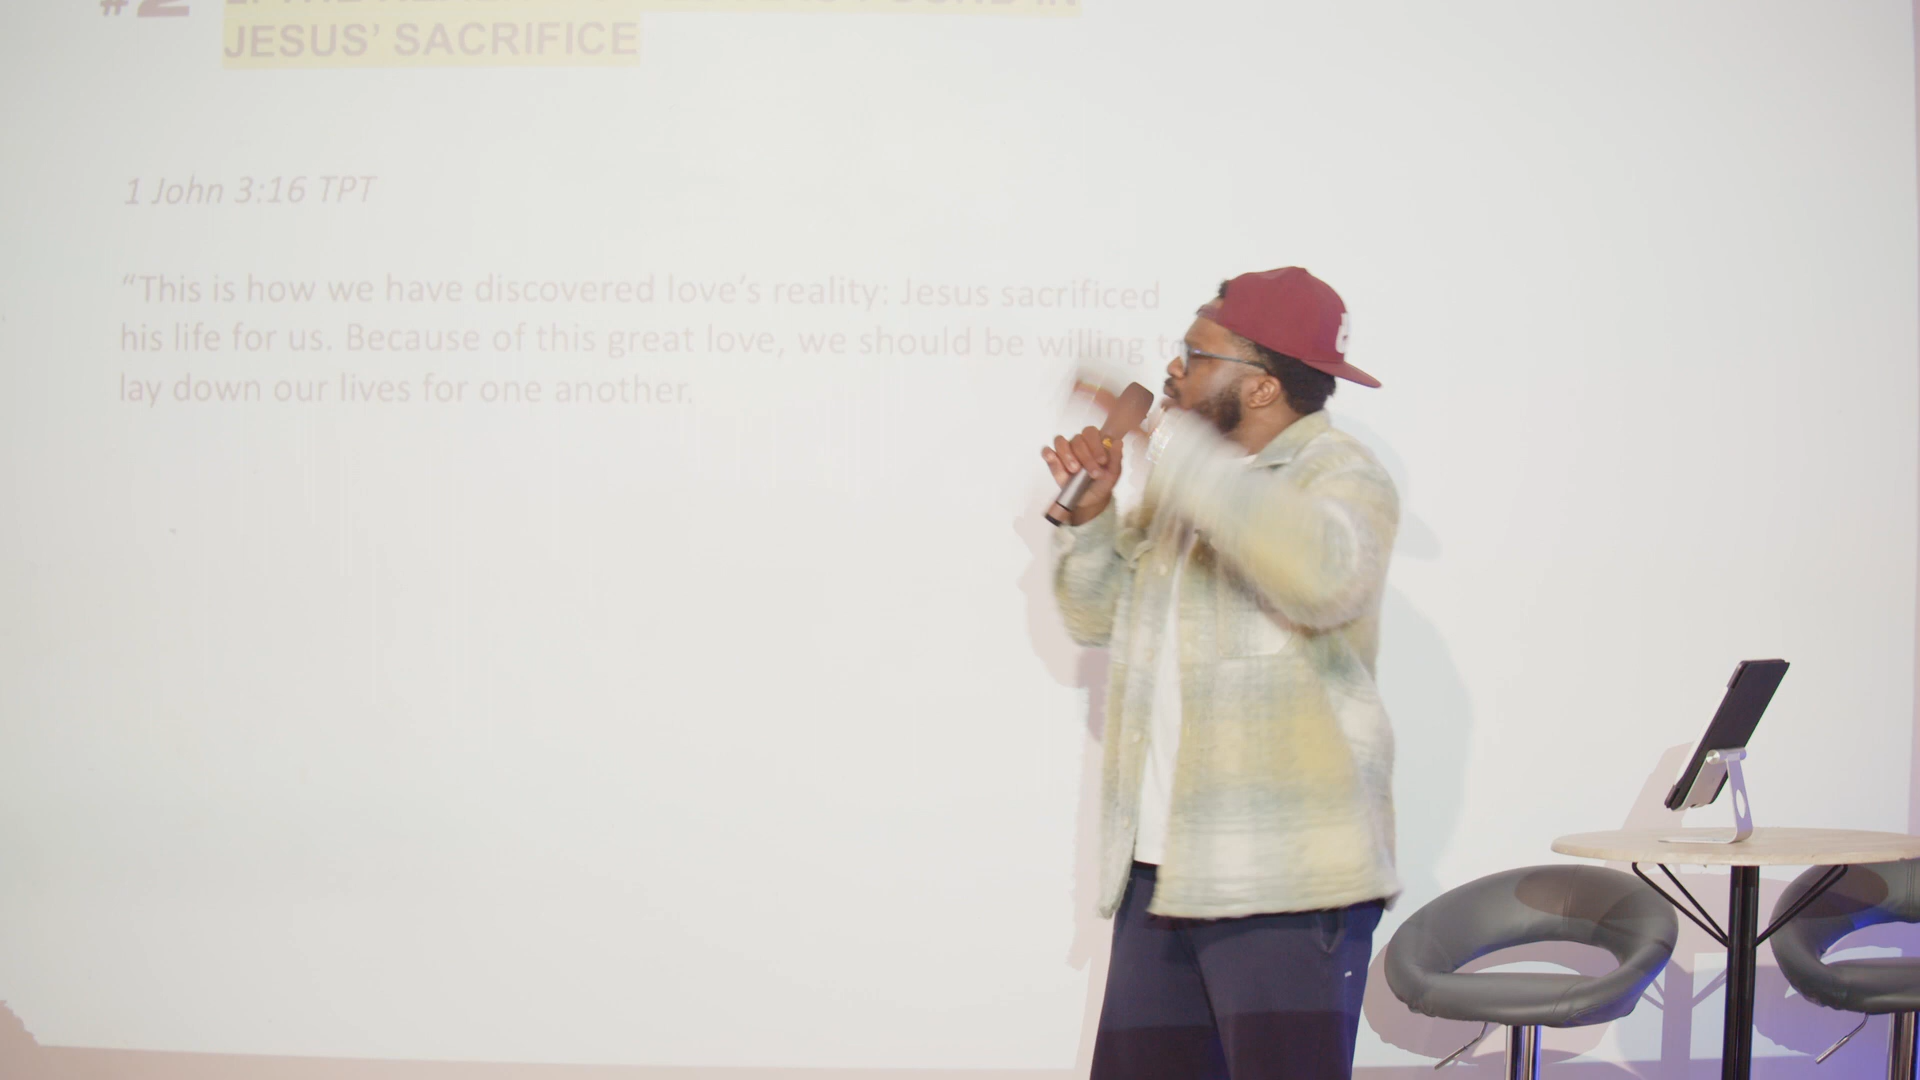 #2
JESUS’ SACRIFICE
1 John 3:16 TPT
“This is how we have discovered love’s reality: Jesus sacrificed
his life for us. Because of this great love, we should be willing
lay down our lives for one another.